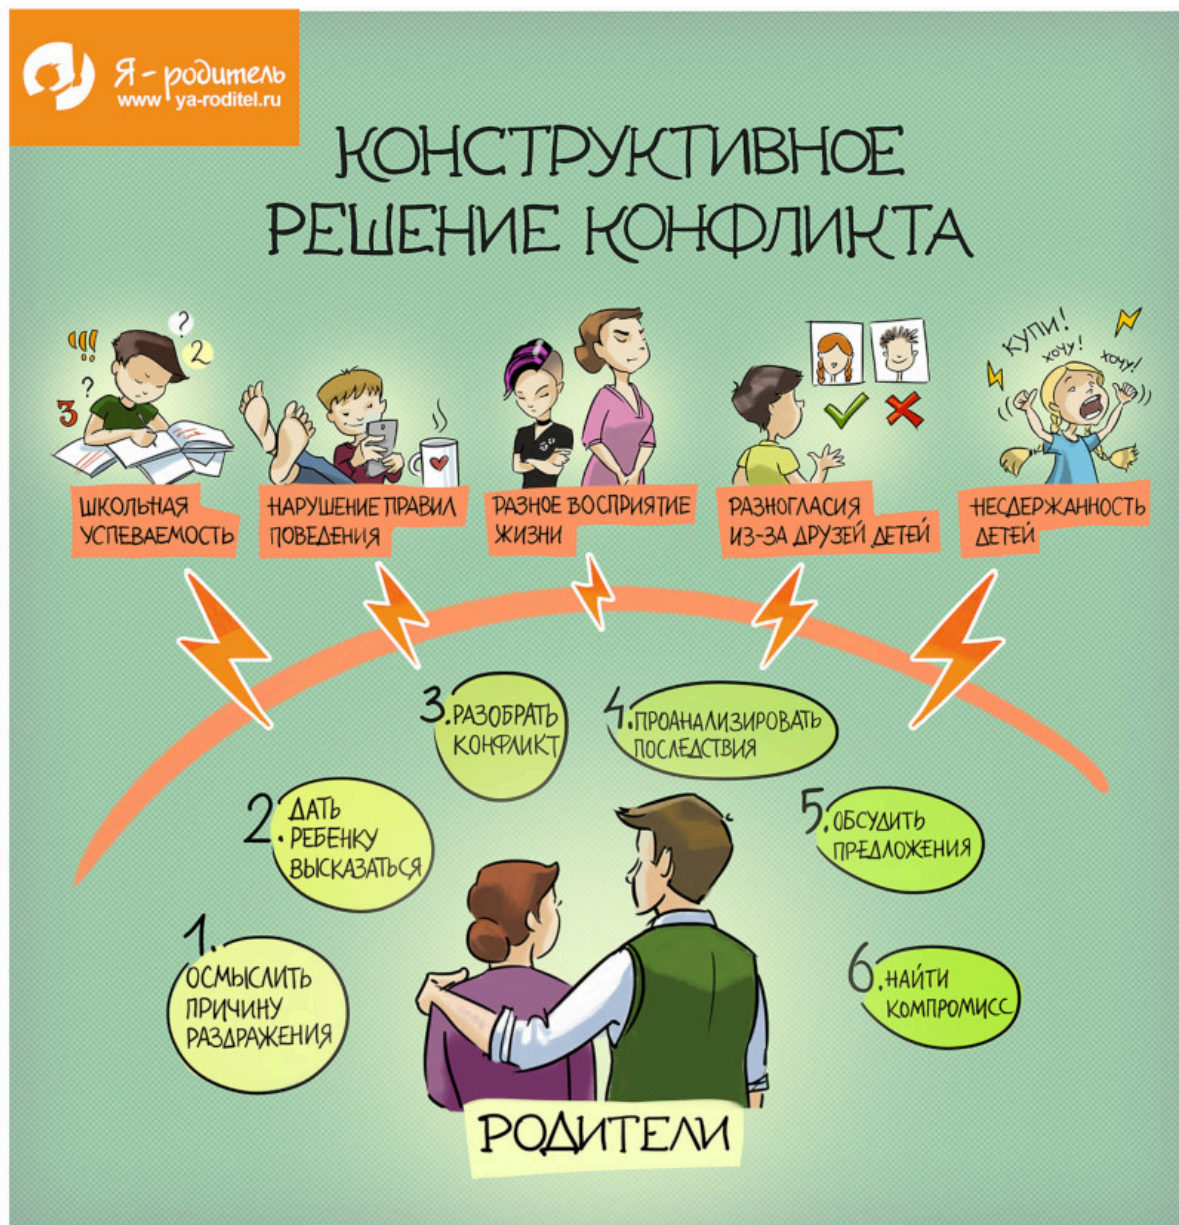 Я - родитель
www ya-roditel.ru
КОНСТРУКТИВНОЕ
РЕШЕНИЕ КОНФЛИКТА
!!!
?
2
?
3
КУПИ!
ХОЧУ!
ХОЧУ!
ШКОЛЬНАЯ
УСПЕВАЕМОСТЬ
НАРУШЕНИЕ ПРАВИЛ
ПОВЕДЕНИЯ
РАЗНОЕ ВОСПРИЯТИЕ
ЖИЗНИ
РАЗНОГЛАСИЯ
ИЗ-ЗА ДРУЗЕЙ ДЕТЕЙ
НЕСДЕРЖАННОСТЬ
ДЕТЕЙ
1.
ОСМЫСЛИТЬ
ПРИЧИНУ
РАЗДРАЖЕНИЯ
2. ДАТЬ
РЕБЕНКУ
ВЫСКАЗАТЬСЯ
3. РАЗОБРАТЬ
КОНФЛИКТ
4. ПРОАНАЛИЗИРОВАТЬ
ПОСЛЕДСТВИЯ
5. ОБСУДИТЬ
ПРЕДЛОЖЕНИЯ
6. НАЙТИ
КОМПРОМИСС
РОДИТЕЛИ